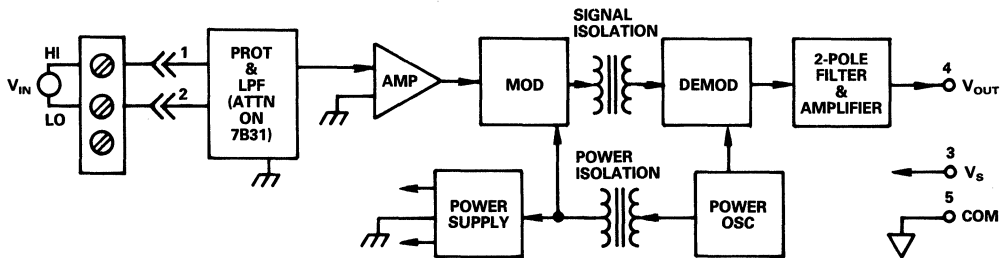 HI
V_IN
LO
1
2
PROT
&
LPF
(ATTN
ON
7B31)
AMP
MOD
SIGNAL
ISOLATION
DEMOD
2-POLE
FILTER
&
AMPLIFIER
4
V_OUT
POWER
SUPPLY
POWER
ISOLATION
POWER
OSC
3
V_S
5
COM